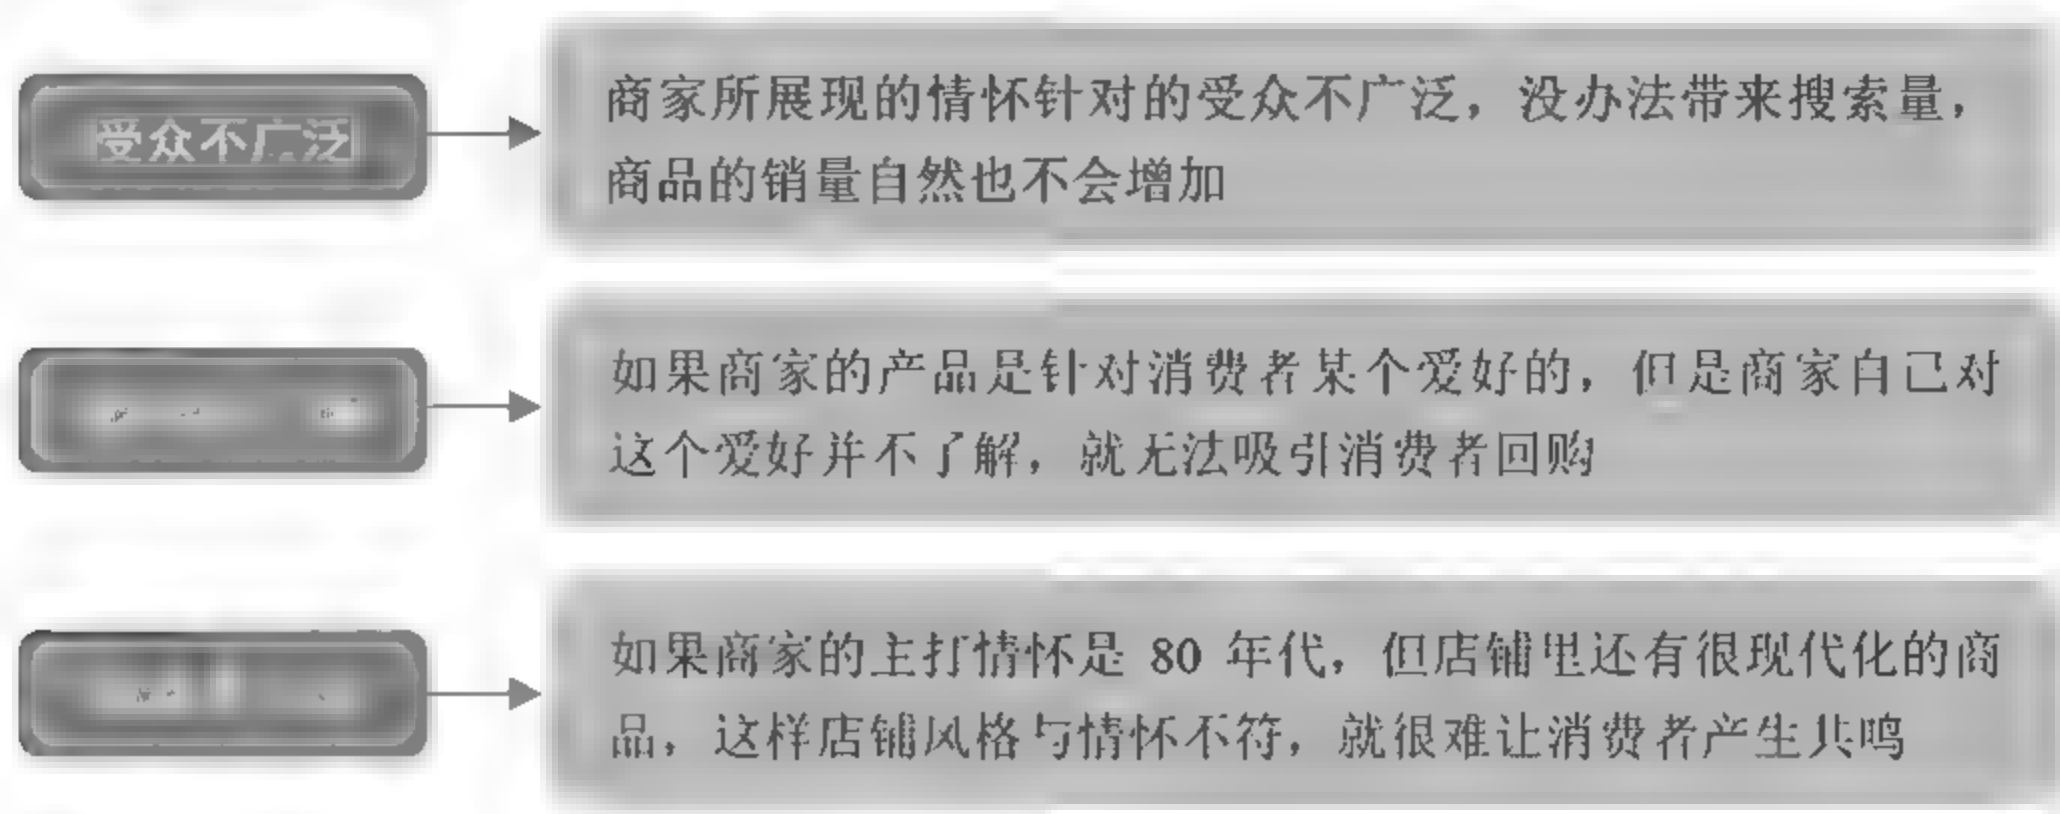 受众不广泛
商家所展现的情怀针对的受众不广泛，没办法带来搜索量，
商品的销量自然也不会增加
如果商家的产品是针对消费者某个爱好的，但是商家自己对
这个爱好并不了解，就无法吸引消费者回购
如果商家的主打情怀是 80 年代，但店铺里还有很现代化的商
品，这样店铺风格与情怀不符，就很难让消费者产生共鸣